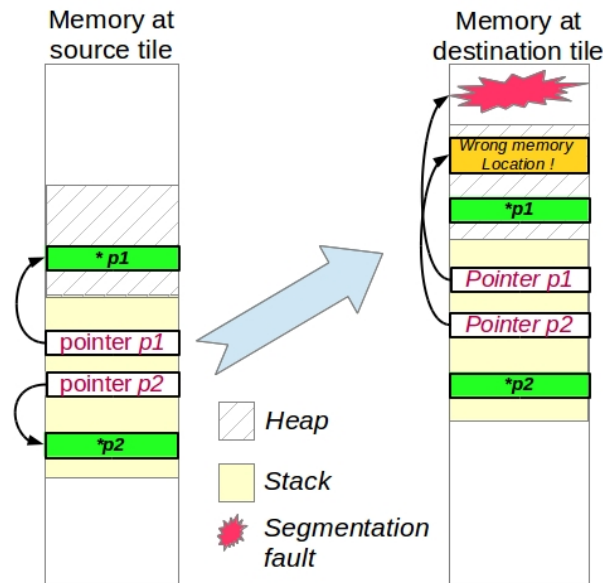 Memory at
source tile
Memory at
destination tile
Wrong memory
Location !
* p1
*p1
pointer p1
pointer p2
*p2
Pointer p1
Pointer p2
*p2
Heap
Stack
Segmentation
fault